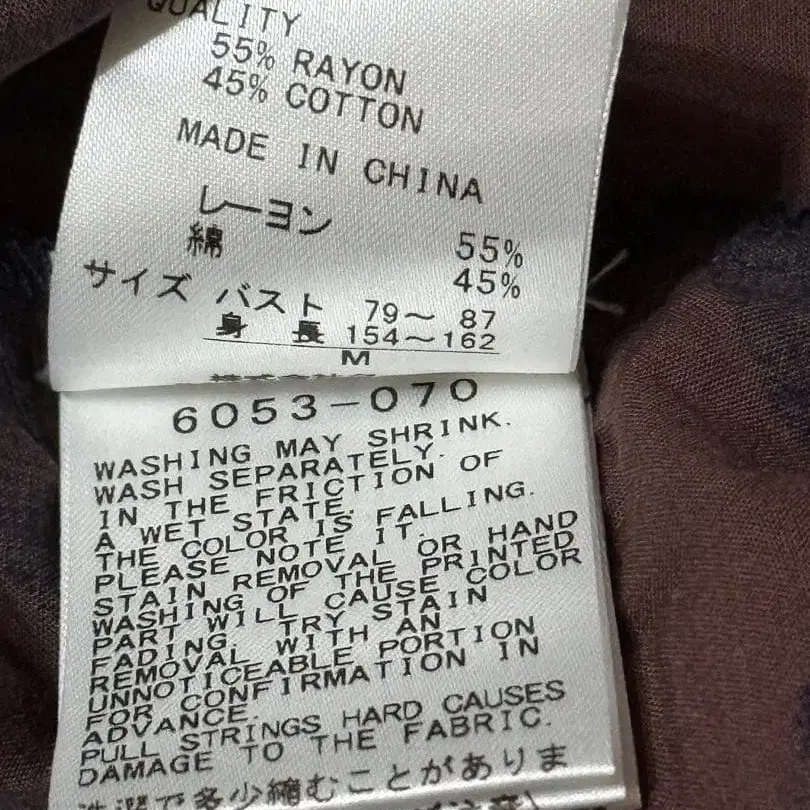 QUALITY
55% RAYON
45% COTTON
MADE IN CHINA
レーヨン 55%
綿 45%
サイズ バスト 79～ 87
身 長 154～162
M
6053-070
WASHING MAY SHRINK.
WASH SEPARATELY.
IN THE FRICTION OF
A WET STATE.
THE COLOR IS FALLING.
PLEASE NOTE IT.
STAIN REMOVAL OR HAND
WASHING OF THE PRINTED
PART WILL CAUSE COLOR
FADING. TRY STAIN
REMOVAL WITH AN
UNNOTICEABLE PORTION
FOR CONFIRMATION IN
ADVANCE.
PULL STRINGS HARD CAUSES
DAMAGE TO THE FABRIC.
洗濯で多少縮むことがありま